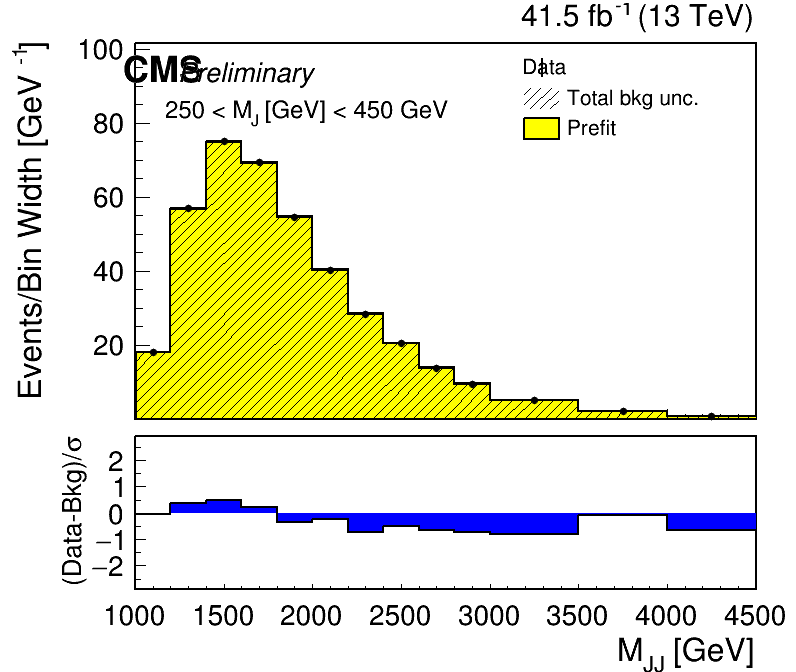 41.5 fb⁻¹ (13 TeV)
CMS Preliminary
250 < M_J [GeV] < 450 GeV
Data
Total bkg unc.
Prefit
Events/Bin Width [GeV⁻¹]
100
80
60
40
20
(Data-Bkg)/σ
2
1
0
−1
−2
1000 1500 2000 2500 3000 3500 4000 4500
M_JJ [GeV]